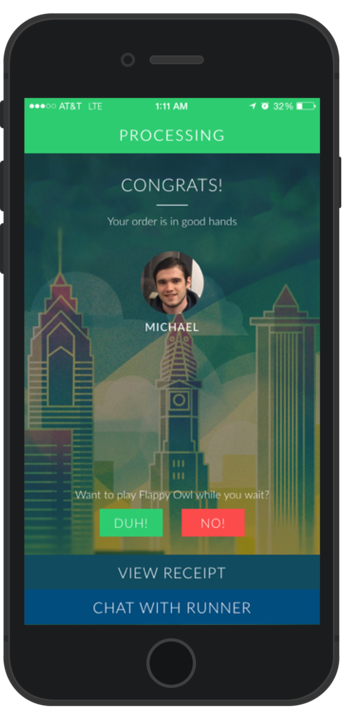 AT&T LTE 1:11 AM 32%
PROCESSING
CONGRATS!
Your order is in good hands
MICHAEL
Want to play Flappy Owl while you wait?
DUH! NO!
VIEW RECEIPT
CHAT WITH RUNNER